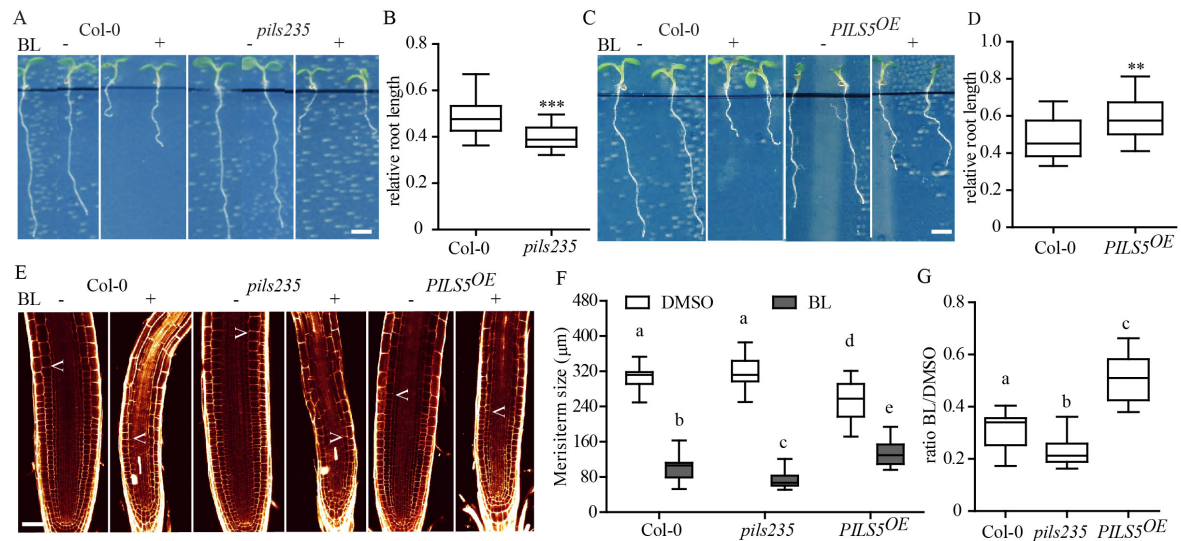 A
Col-0 pils235
BL - + - +
B
relative root length
0.8
0.6
0.4
0.2
0
***
Col-0 pils235
C
Col-0 PILS5OE
BL - + - +
D
relative root length
1.0
0.8
0.6
0.4
0.2
0
**
Col-0 PILS5OE
E
Col-0 pils235 PILS5OE
BL - + - + - +
F
DMSO BL
Merisiterm size (μm)
480
400
320
240
160
80
0
a b a c d e
Col-0 pils235 PILS5OE
G
ratio BL/DMSO
0.8
0.6
0.4
0.2
0
a b c
Col-0 pils235 PILS5OE